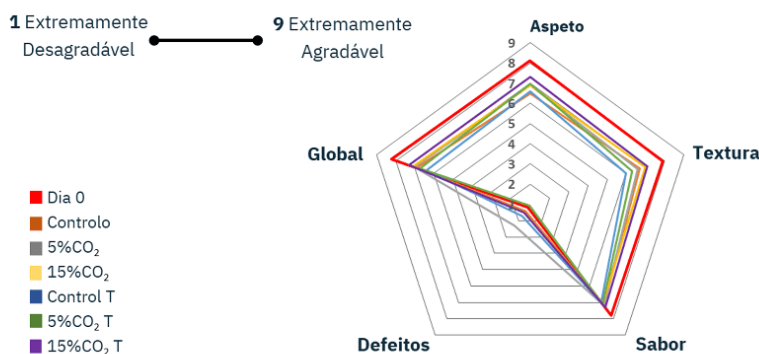 1 Extremamente
Desagradável
9 Extremamente
Agradável
Aspeto
9
8
7
6
5
4
3
2
1
Global
Textura
Dia 0
Controlo
5%CO₂
15%CO₂
Control T
5%CO₂ T
15%CO₂ T
Defeitos
Sabor